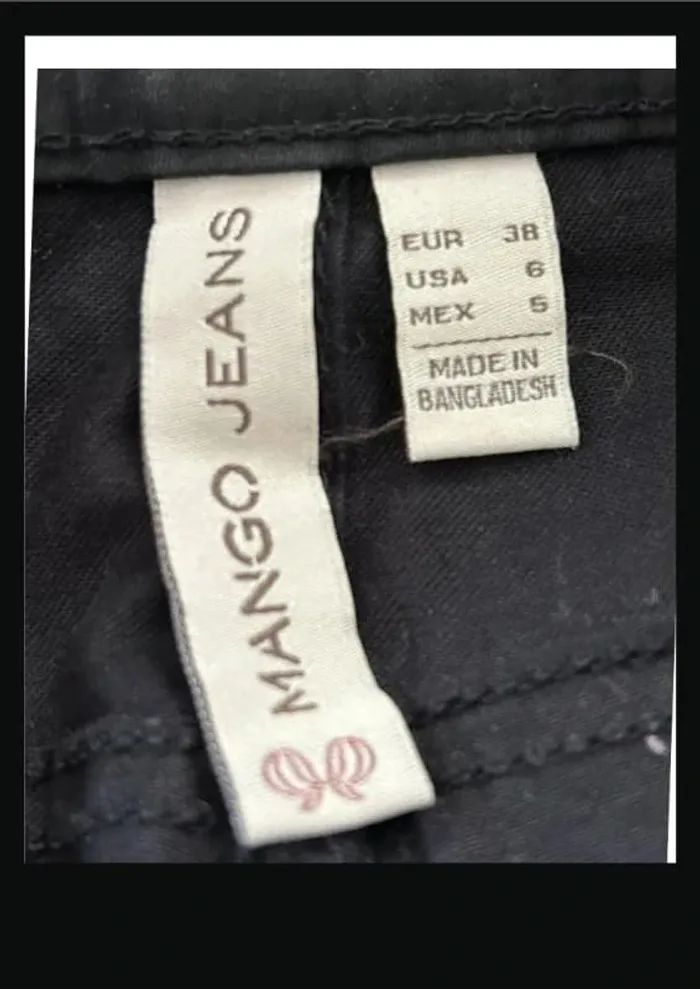 MANGO JEANS
EUR 38
USA 6
MEX 5
MADE IN
BANGLADESH